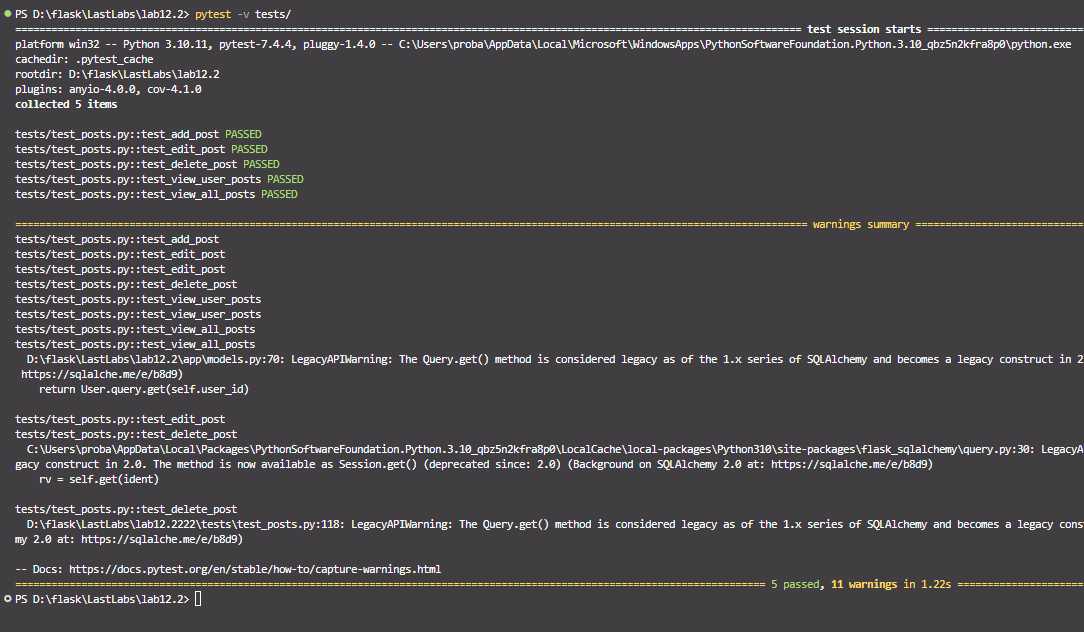 PS D:\flask\LastLabs\lab12.2> pytest -v tests/
=============================== test session starts ===============================
platform win32 -- Python 3.10.11, pytest-7.4.4, pluggy-1.4.0 -- C:\Users\proba\AppData\Local\Microsoft\WindowsApps\PythonSoftwareFoundation.Python.3.10_qbz5n2kfra8p0\python.exe
cachedir: .pytest_cache
rootdir: D:\flask\LastLabs\lab12.2
plugins: anyio-4.0.0, cov-4.1.0
collected 5 items
tests/test_posts.py::test_add_post PASSED
tests/test_posts.py::test_edit_post PASSED
tests/test_posts.py::test_delete_post PASSED
tests/test_posts.py::test_view_user_posts PASSED
tests/test_posts.py::test_view_all_posts PASSED
=============================== warnings summary ===============================
tests/test_posts.py::test_add_post
tests/test_posts.py::test_edit_post
tests/test_posts.py::test_edit_post
tests/test_posts.py::test_delete_post
tests/test_posts.py::test_view_user_posts
tests/test_posts.py::test_view_user_posts
tests/test_posts.py::test_view_all_posts
tests/test_posts.py::test_view_all_posts
D:\flask\LastLabs\lab12.2\app\models.py:70: LegacyAPIWarning: The Query.get() method is considered legacy as of the 1.x series of SQLAlchemy and becomes a legacy construct in 2
https://sqlalche.me/e/b8d9)
return User.query.get(self.user_id)
tests/test_posts.py::test_edit_post
tests/test_posts.py::test_delete_post
C:\Users\proba\AppData\Local\Packages\PythonSoftwareFoundation.Python.3.10_qbz5n2kfra8p0\LocalCache\local-packages\Python310\site-packages\flask_sqlalchemy\query.py:30: LegacyA
gacy construct in 2.0. The method is now available as Session.get() (deprecated since: 2.0) (Background on SQLAlchemy 2.0 at: https://sqlalche.me/e/b8d9)
rv = self.get(ident)
tests/test_posts.py::test_delete_post
D:\flask\LastLabs\lab12.2222\tests\test_posts.py:118: LegacyAPIWarning: The Query.get() method is considered legacy as of the 1.x series of SQLAlchemy and becomes a legacy cons
my 2.0 at: https://sqlalche.me/e/b8d9)
-- Docs: https://docs.pytest.org/en/stable/how-to/capture-warnings.html
=============================== 5 passed, 11 warnings in 1.22s ===============================
PS D:\flask\LastLabs\lab12.2>